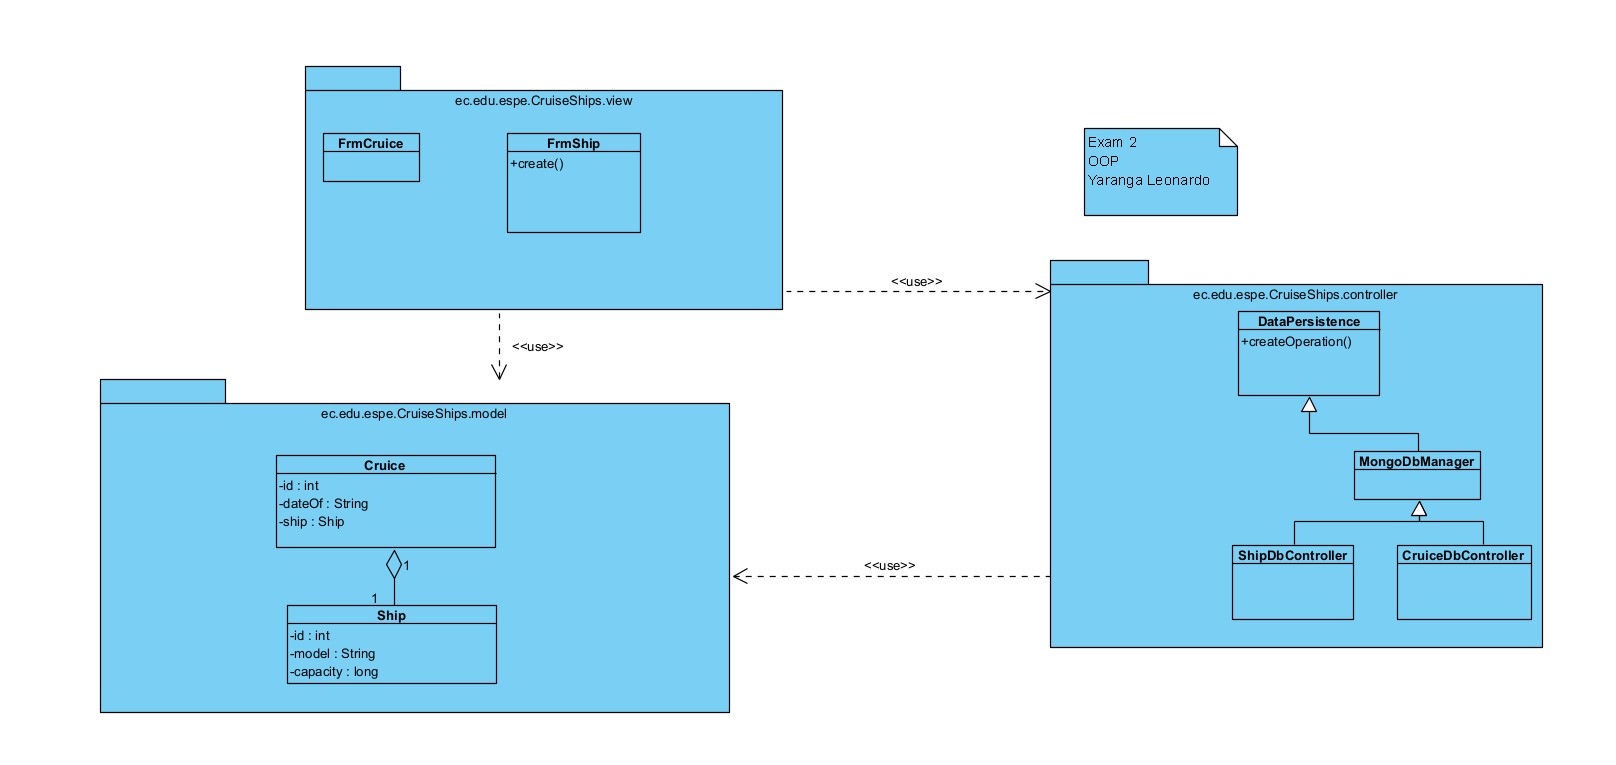 ec.edu.espe.CruiseShips.view
FrmCruice
FrmShip
+create()
Exam 2
OOP
Yaranga Leonardo
<<use>>
<<use>>
ec.edu.espe.CruiseShips.controller
DataPersistence
+createOperation()
MongoDbManager
ShipDbController
CruiceDbController
ec.edu.espe.CruiseShips.model
Cruice
-id : int
-dateOf : String
-ship : Ship
1
1
Ship
-id : int
-model : String
-capacity : long
<<use>>